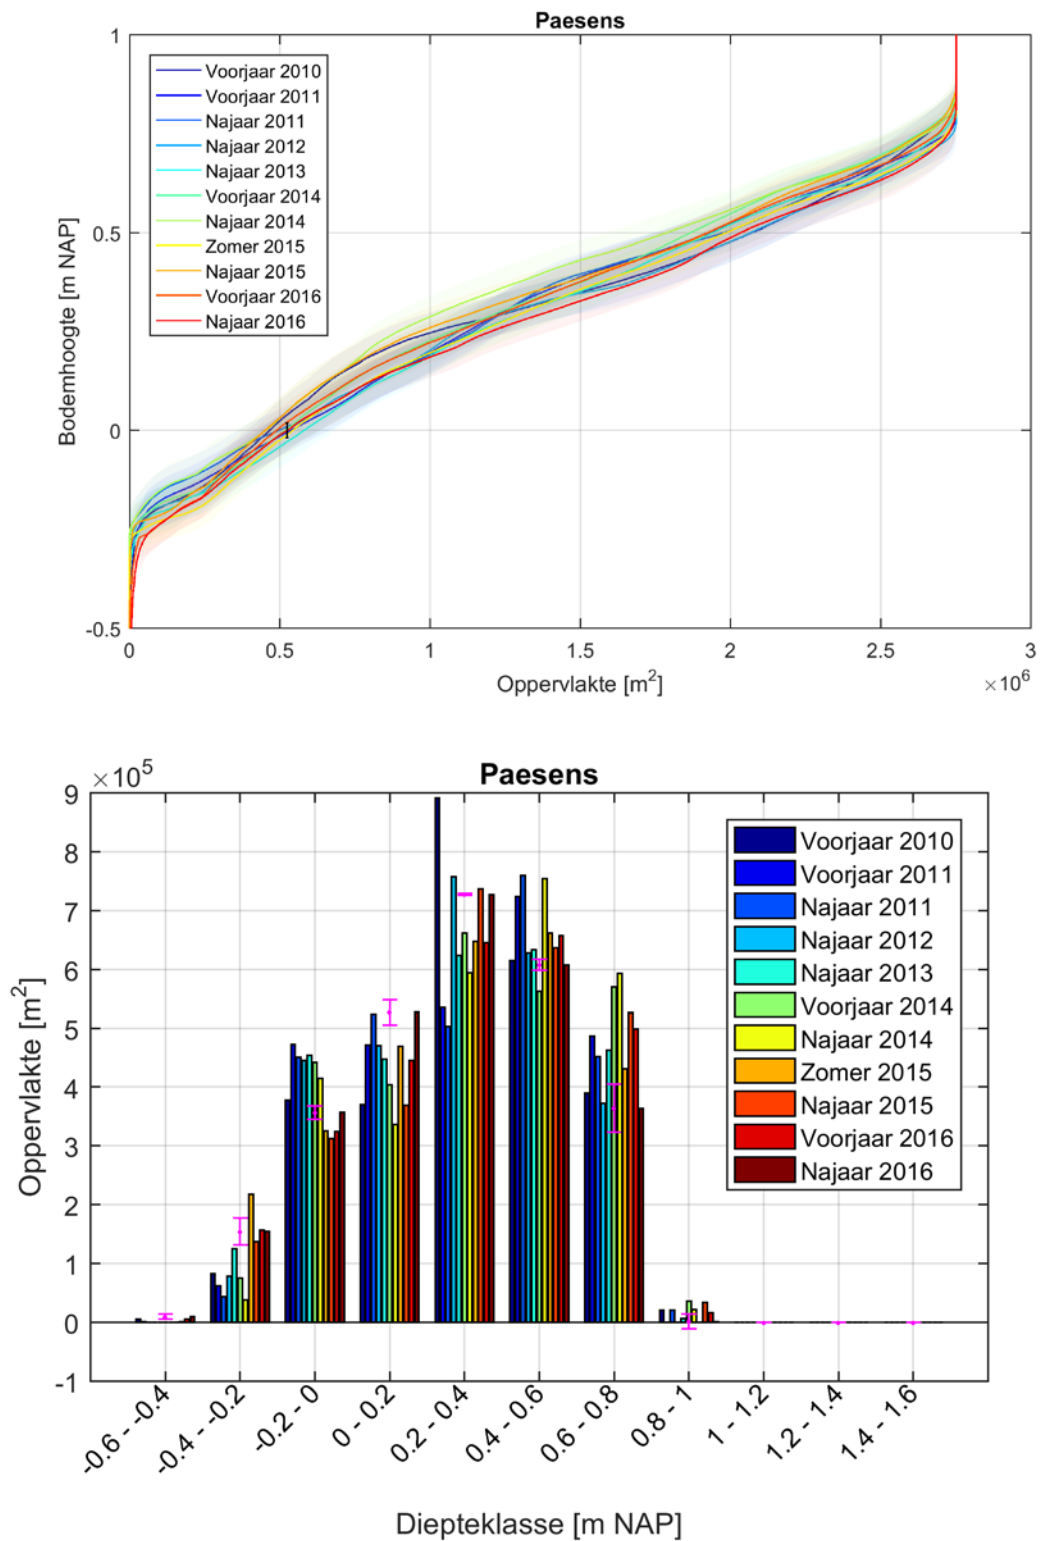 Paesens
1
0.5
0
-0.5
Bodemhoogte [m NAP]
Voorjaar 2010
Voorjaar 2011
Najaar 2011
Najaar 2012
Najaar 2013
Voorjaar 2014
Najaar 2014
Zomer 2015
Najaar 2015
Voorjaar 2016
Najaar 2016
0 0.5 1 1.5 2 2.5 3
Oppervlakte [m²]
×10⁶
Paesens
×10⁵
9
8
7
6
5
4
3
2
1
0
-1
Oppervlakte [m²]
Voorjaar 2010
Voorjaar 2011
Najaar 2011
Najaar 2012
Najaar 2013
Voorjaar 2014
Najaar 2014
Zomer 2015
Najaar 2015
Voorjaar 2016
Najaar 2016
-0.6 - -0.4
-0.4 - -0.2
-0.2 - 0
0 - 0.2
0.2 - 0.4
0.4 - 0.6
0.6 - 0.8
0.8 - 1
1 - 1.2
1.2 - 1.4
1.4 - 1.6
Diepteklasse [m NAP]